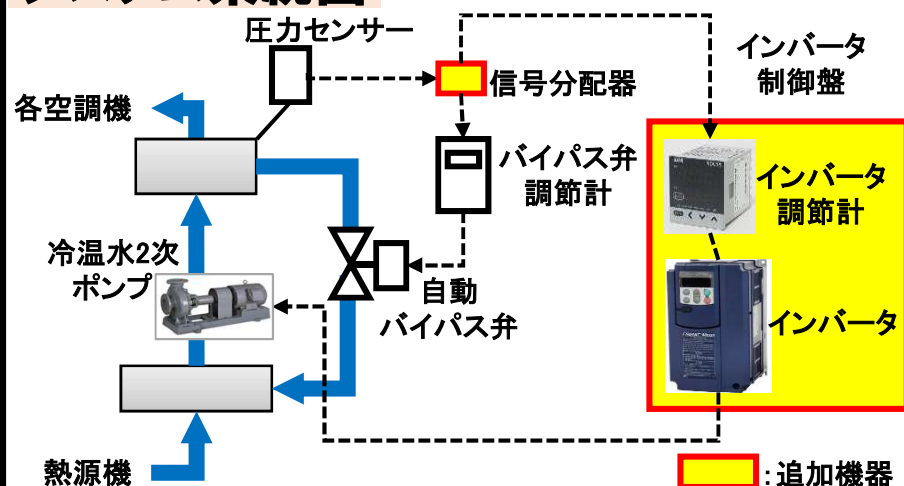 圧力センサー
インバータ
制御盤
信号分配器
各空調機
バイパス弁
調節計
インバータ
調節計
冷温水2次
ポンプ
自動
バイパス弁
インバータ
熱源機
:追加機器